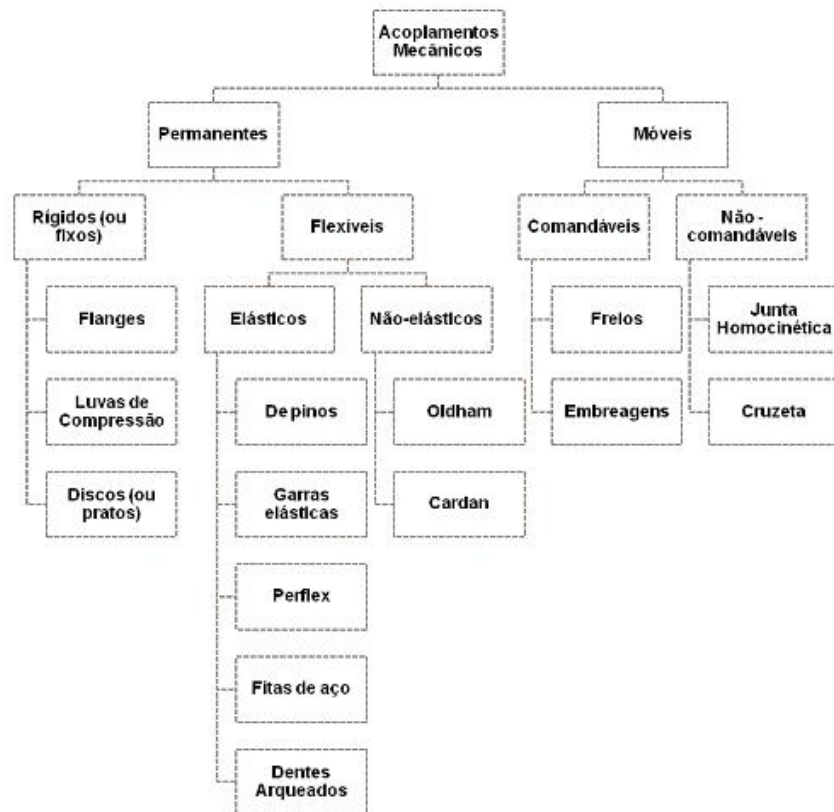 Acoplamentos
Mecânicos
Permanentes
Móveis
Rígidos (ou
fixos)
Flexíveis
Comandáveis
Não -
comandáveis
Flanges
Elásticos
Não-elásticos
Freios
Junta
Homocinética
Luvas de
Compressão
De pinos
Oldham
Embreagens
Cruzeta
Discos (ou
pratos)
Garras
elásticas
Cardan
Perflex
Fitas de aço
Dentes
Arqueados